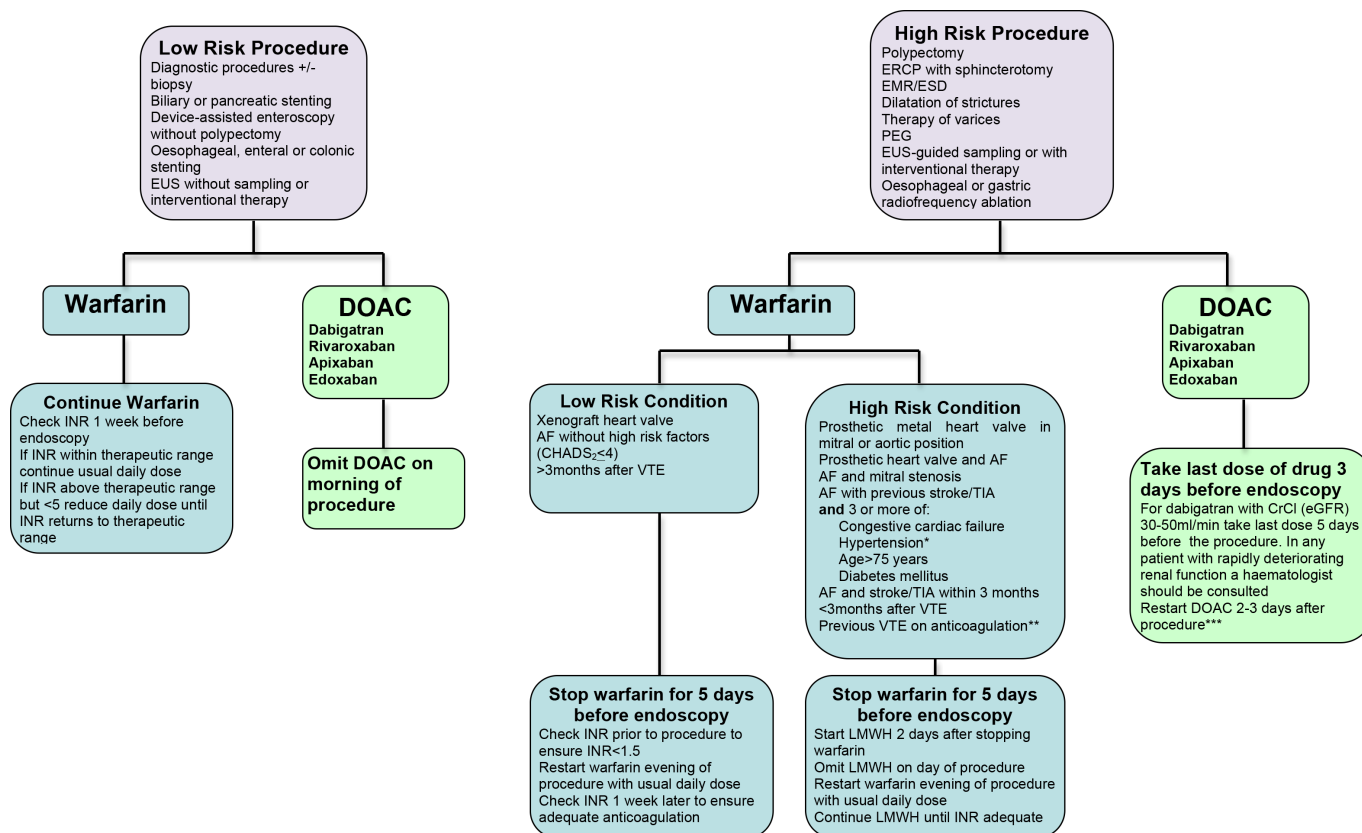 Low Risk Procedure
Diagnostic procedures +/-
biopsy
Biliary or pancreatic stenting
Device-assisted enteroscopy
without polypectomy
Oesophageal, enteral or colonic
stenting
EUS without sampling or
interventional therapy
High Risk Procedure
Polypectomy
ERCP with sphincterotomy
EMR/ESD
Dilatation of strictures
Therapy of varices
PEG
EUS-guided sampling or with
interventional therapy
Oesophageal or gastric
radiofrequency ablation
Warfarin
DOAC
Dabigatran
Rivaroxaban
Apixaban
Edoxaban
Continue Warfarin
Check INR 1 week before
endoscopy
If INR within therapeutic range
continue usual daily dose
If INR above therapeutic range
but <5 reduce daily dose until
INR returns to therapeutic
range
Omit DOAC on
morning of
procedure
Warfarin
DOAC
Dabigatran
Rivaroxaban
Apixaban
Edoxaban
Low Risk Condition
Xenograft heart valve
AF without high risk factors
(CHADS₂≤4)
>3months after VTE
High Risk Condition
Prosthetic metal heart valve in
mitral or aortic position
Prosthetic heart valve and AF
AF and mitral stenosis
AF with previous stroke/TIA
and 3 or more of:
Congestive cardiac failure
Hypertension*
Age>75 years
Diabetes mellitus
AF and stroke/TIA within 3 months
<3months after VTE
Previous VTE on anticoagulation**
Take last dose of drug 3
days before endoscopy
For dabigatran with CrCl (eGFR)
30-50ml/min take last dose 5 days
before the procedure. In any
patient with rapidly deteriorating
renal function a haematologist
should be consulted
Restart DOAC 2-3 days after
procedure***
Stop warfarin for 5 days
before endoscopy
Check INR prior to procedure to
ensure INR<1.5
Restart warfarin evening of
procedure with usual daily dose
Check INR 1 week later to ensure
adequate anticoagulation
Stop warfarin for 5 days
before endoscopy
Start LMWH 2 days after stopping
warfarin
Omit LMWH on day of procedure
Restart warfarin evening of procedure
with usual daily dose
Continue LMWH until INR adequate